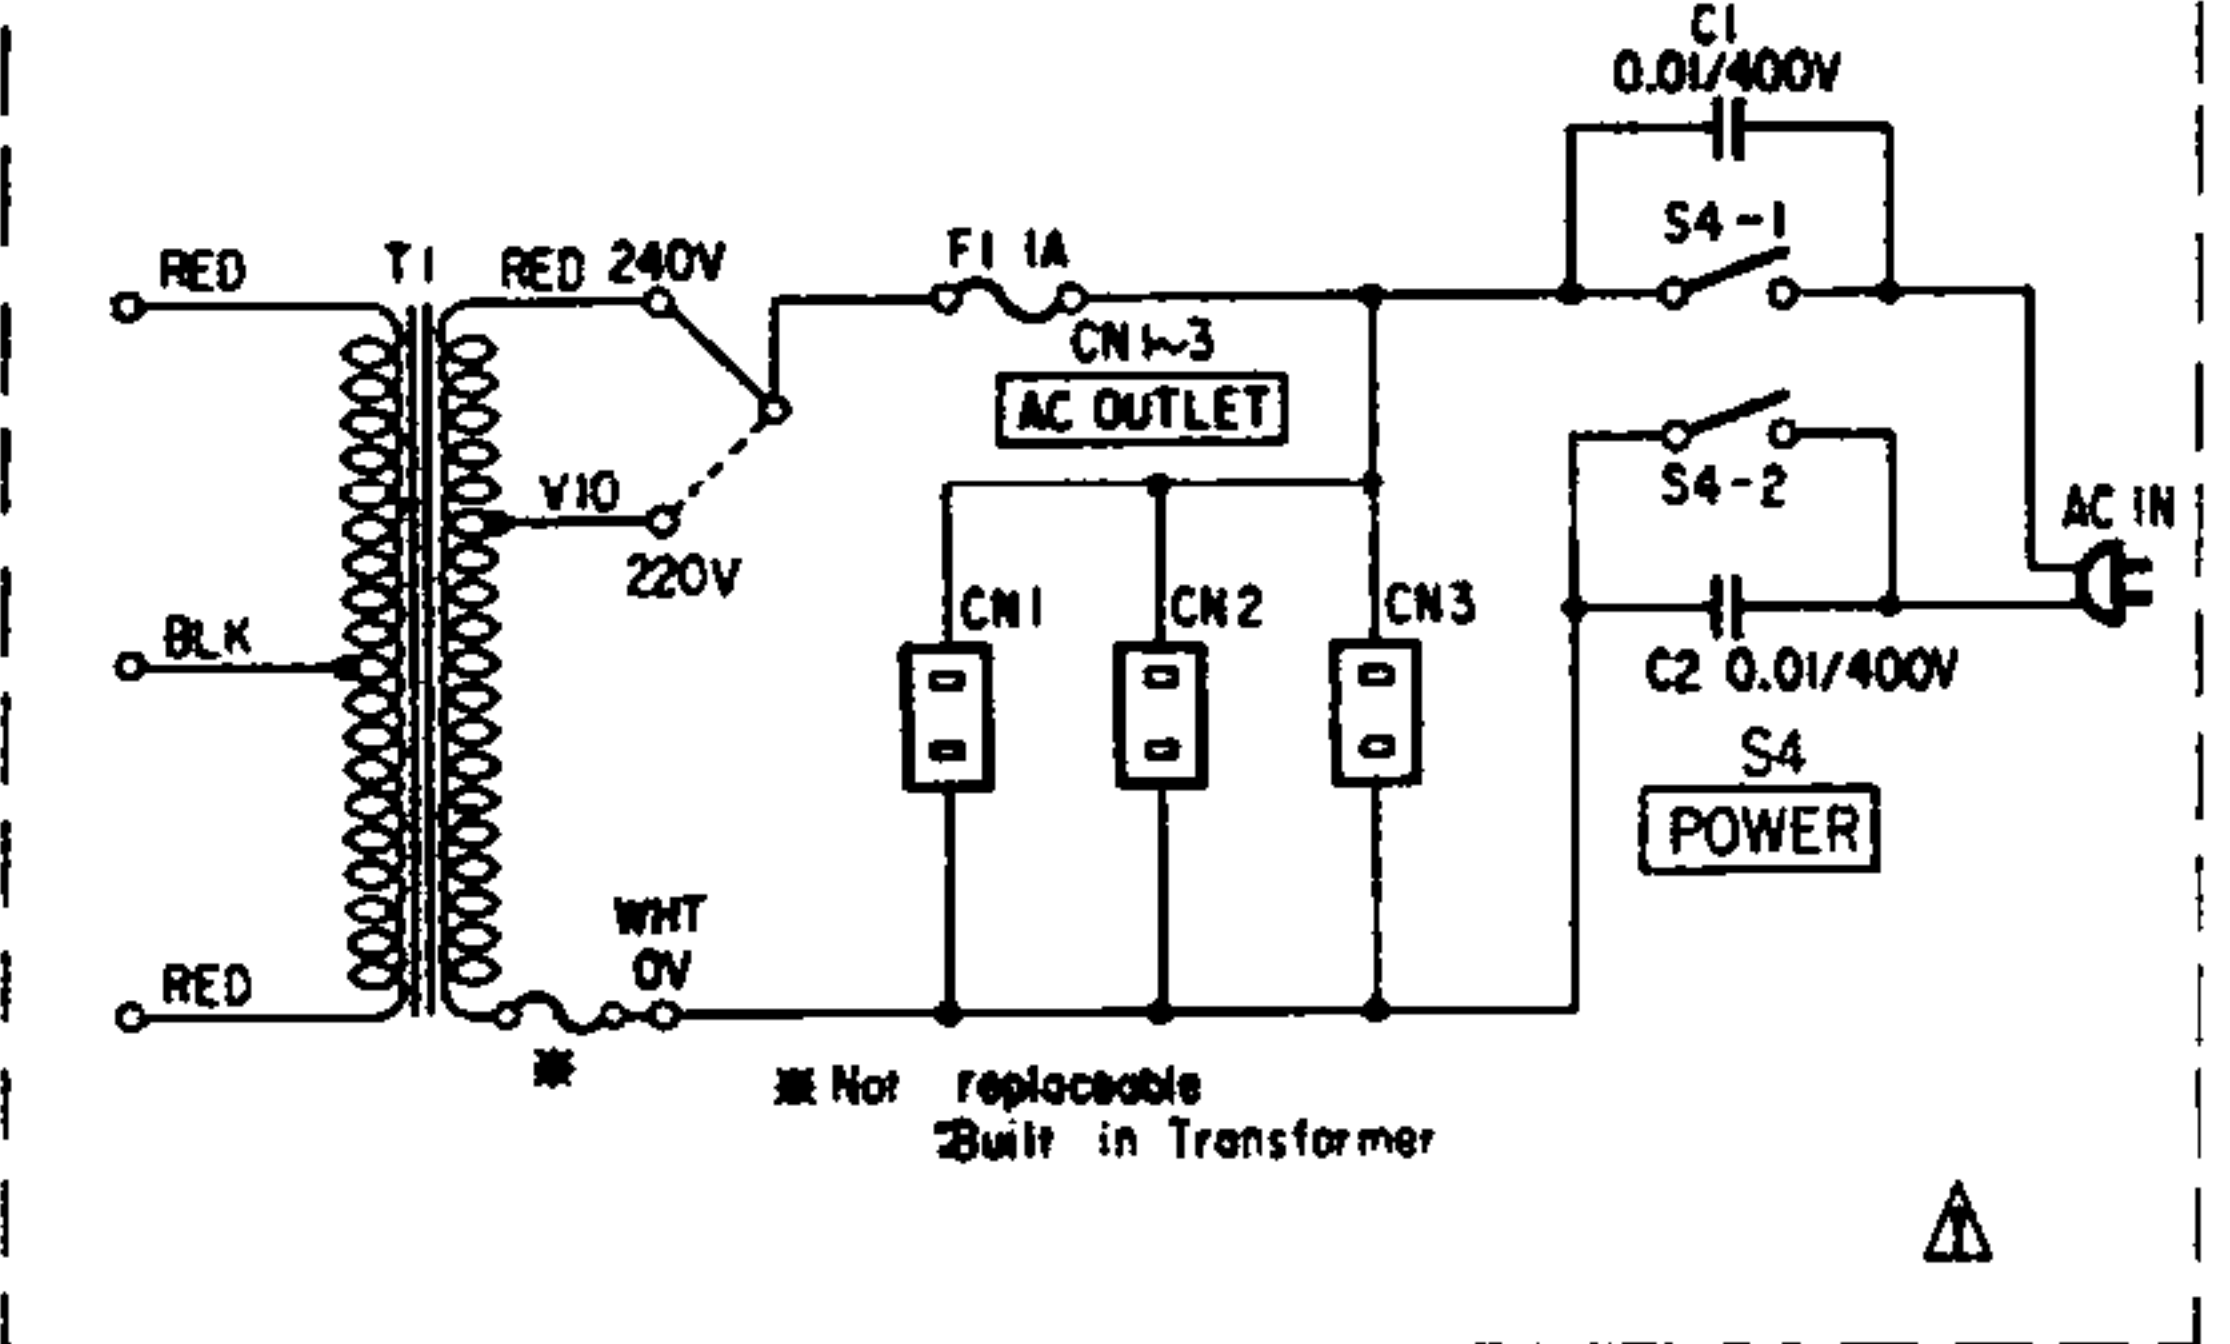 C1
0.01/400V
S4-1
RED
T1
RED 240V
F1 1A
CN1~3
AC OUTLET
S4-2
AC IN
VIO
220V
CN1
CN2
CN3
BLK
C2 0.01/400V
S4
POWER
WHT
0V
RED
※
※ Not replaceable
Built in Transformer